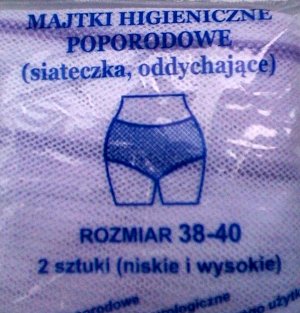 MAJTKI HIGIENICZNE
POPORODOWE
(siateczka, oddychające)
ROZMIAR 38-40
2 sztuki (niskie i wysokie)